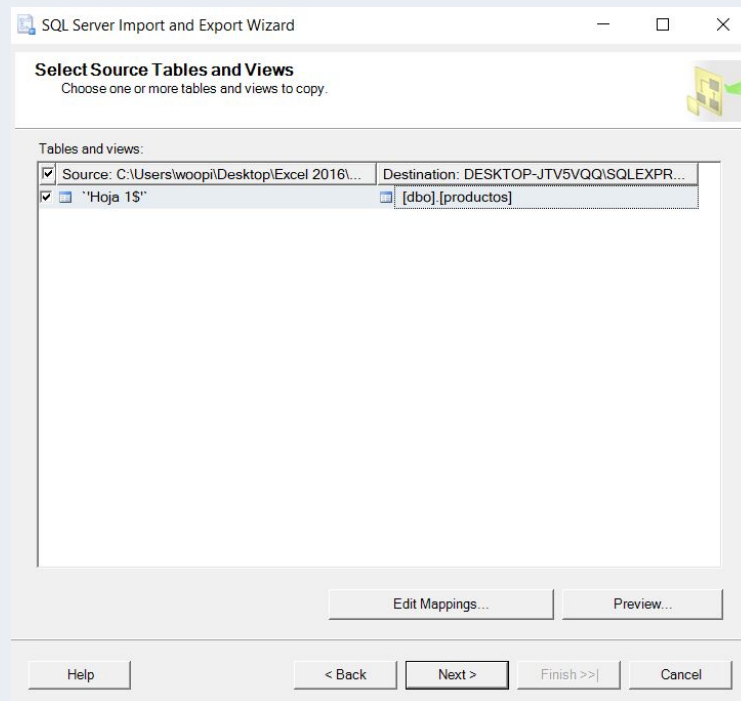 SQL Server Import and Export Wizard
Select Source Tables and Views
Choose one or more tables and views to copy.
Tables and views:
Source: C:\Users\woopi\Desktop\Excel 2016\... Destination: DESKTOP-JTV5VQQ\SQLEXPR...
`'Hoja 1$'` [dbo].[productos]
Edit Mappings... Preview...
Help < Back Next > Finish >>| Cancel